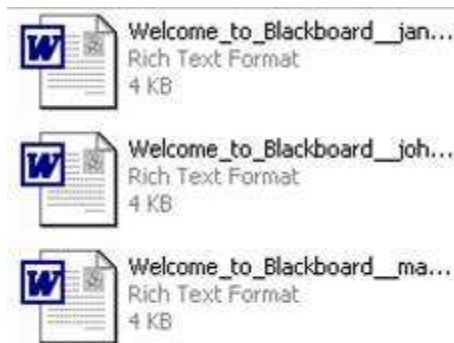 Welcome_to_Blackboard__jan...
Rich Text Format
4 KB
Welcome_to_Blackboard__joh...
Rich Text Format
4 KB
Welcome_to_Blackboard__ma...
Rich Text Format
4 KB